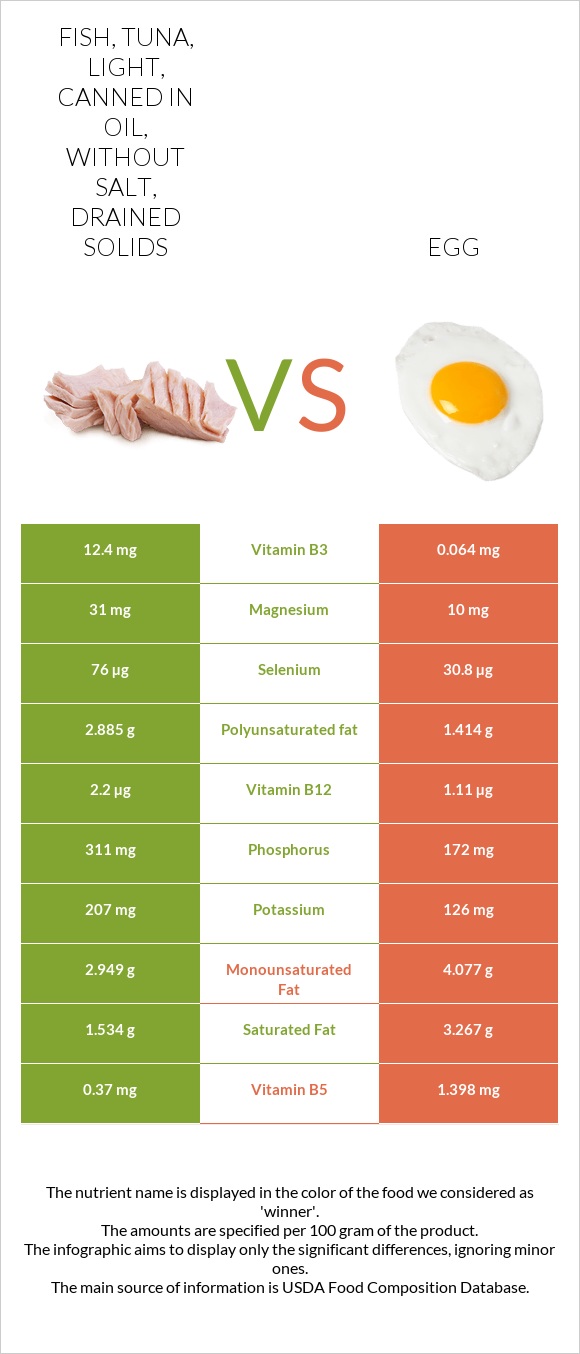 FISH, TUNA,
LIGHT,
CANNED IN
OIL,
WITHOUT
SALT,
DRAINED
SOLIDS
EGG
VS
12.4 mg Vitamin B3 0.064 mg
31 mg Magnesium 10 mg
76 µg Selenium 30.8 µg
2.885 g Polyunsaturated fat 1.414 g
2.2 µg Vitamin B12 1.11 µg
311 mg Phosphorus 172 mg
207 mg Potassium 126 mg
2.949 g Monounsaturated 4.077 g
Fat
1.534 g Saturated Fat 3.267 g
0.37 mg Vitamin B5 1.398 mg
The nutrient name is displayed in the color of the food we considered as
'winner'.
The amounts are specified per 100 gram of the product.
The infographic aims to display only the significant differences, ignoring minor
ones.
The main source of information is USDA Food Composition Database.